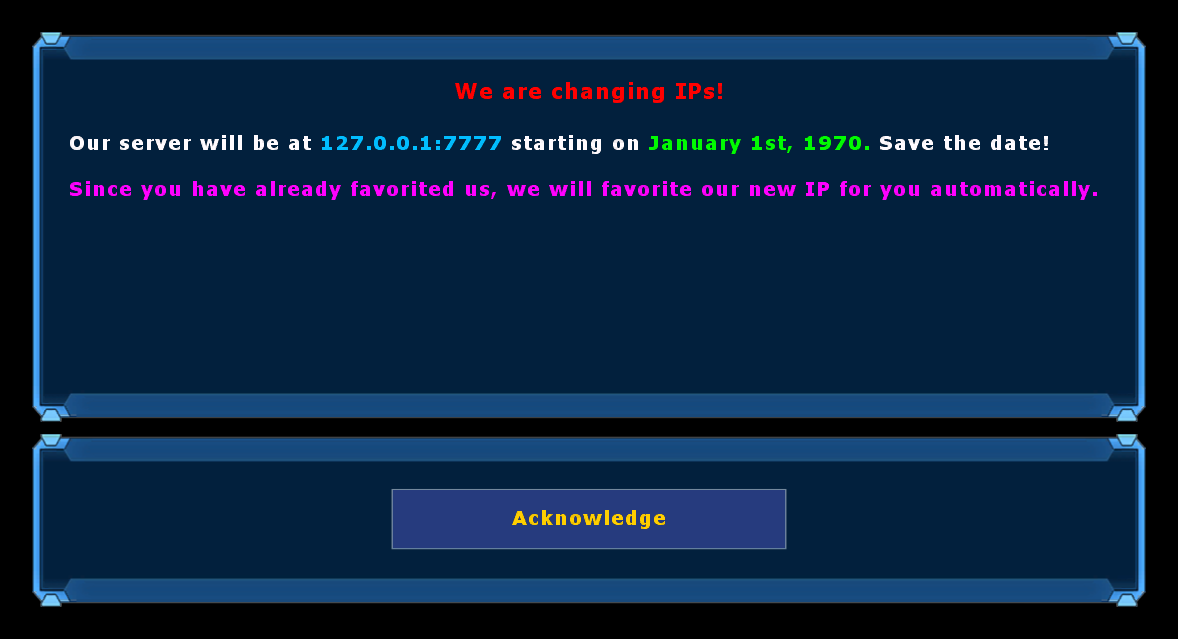 We are changing IPs!
Our server will be at 127.0.0.1:7777 starting on January 1st, 1970. Save the date!
Since you have already favorited us, we will favorite our new IP for you automatically.
Acknowledge